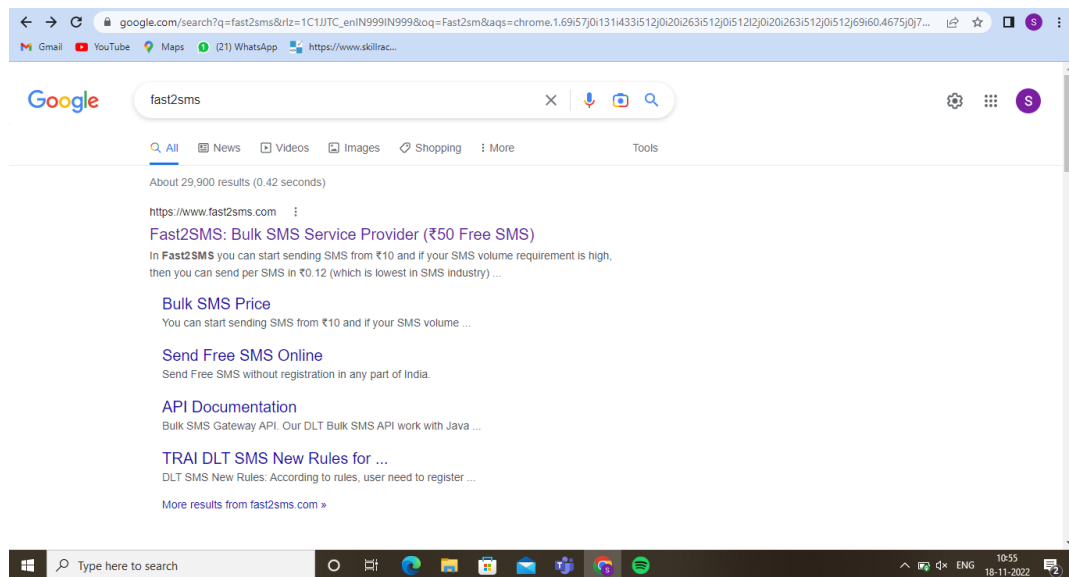 google.com/search?q=fast2sms&rlz=1C1JJTC_enIN999IN999&oq=Fast2sm&aqs=chrome.1.69i57j0i131i433i512j0i20i263i512j0i512l2j0i20i263i512j0i512j69i60.4675j0j7...
S
Gmail YouTube Maps (21) WhatsApp https://www.skillrac...
Google fast2sms S
All News Videos Images Shopping More Tools
About 29,900 results (0.42 seconds)
https://www.fast2sms.com
Fast2SMS: Bulk SMS Service Provider (₹50 Free SMS)
In Fast2SMS you can start sending SMS from ₹10 and if your SMS volume requirement is high,
then you can send per SMS in ₹0.12 (which is lowest in SMS industry) ...
Bulk SMS Price
You can start sending SMS from ₹10 and if your SMS volume ...
Send Free SMS Online
Send Free SMS without registration in any part of India.
API Documentation
Bulk SMS Gateway API. Our DLT Bulk SMS API work with Java ...
TRAI DLT SMS New Rules for ...
DLT SMS New Rules: According to rules, user need to register ...
More results from fast2sms.com »
Type here to search ENG 10:55
18-11-2022 2